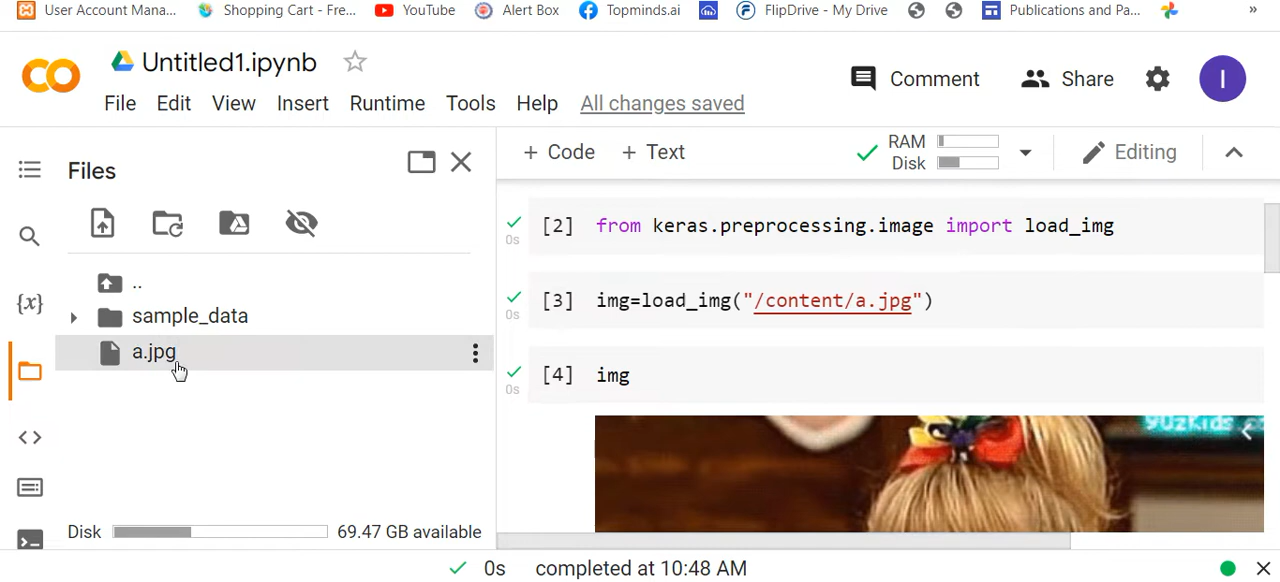 User Account Mana... Shopping Cart - Fre... YouTube Alert Box Topminds.ai FlipDrive - My Drive Publications and Pa... »
CO Untitled1.ipynb
Comment Share I
File Edit View Insert Runtime Tools Help All changes saved
Files
+ Code + Text RAM Disk Editing
..
sample_data
a.jpg
{x}
Disk 69.47 GB available
0s [2] from keras.preprocessing.image import load_img
0s [3] img=load_img("/content/a.jpg")
0s [4] img
0s completed at 10:48 AM